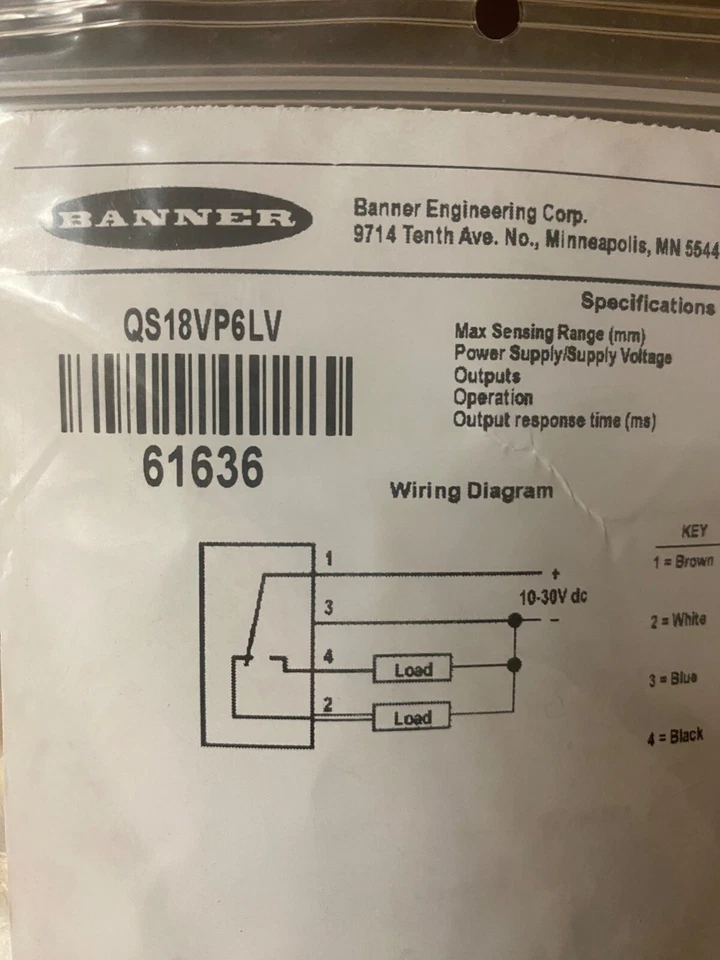 BANNER
Banner Engineering Corp.
9714 Tenth Ave. No., Minneapolis, MN 5544
QS18VP6LV
61636
Specifications
Max Sensing Range (mm)
Power Supply/Supply Voltage
Outputs
Operation
Output response time (ms)
Wiring Diagram
KEY
1 = Brown
2 = White
3 = Blue
4 = Black
1
+
10-30V dc
3
–
4
Load
2
Load